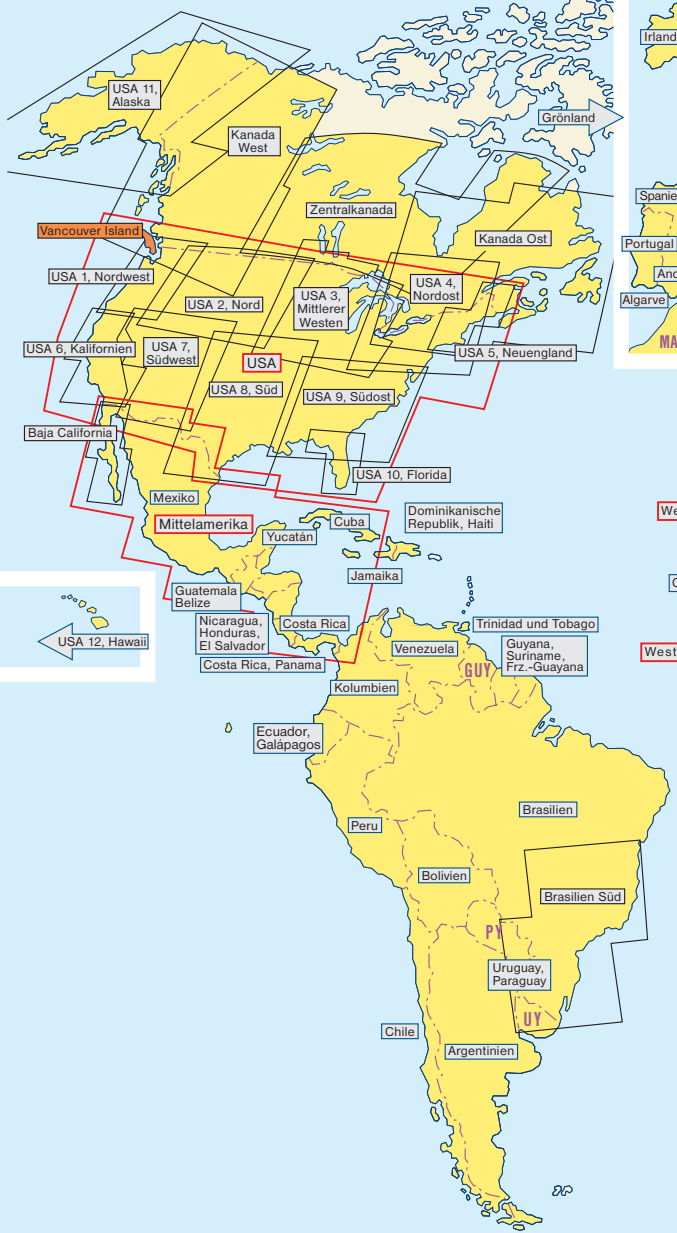 Irland
USA 11,
Alaska
Grönland
Kanada
West
Spanie
Zentralkanada
Vancouver Island
Kanada Ost
Portugal
USA 1, Nordwest
And
USA 4,
Nordost
USA 2, Nord
USA 3,
Mittlerer
Westen
Algarve
MA
USA 6, Kalifornien
USA 7,
Südwest
USA 5, Neuengland
USA
USA 8, Süd
USA 9, Südost
Baja California
USA 10, Florida
Mexiko
Mittelamerika
Cuba
Dominikanische
Republik, Haiti
We
Yucatán
Jamaika
Guatemala
Belize
Nicaragua,
Honduras,
El Salvador
Costa Rica
Trinidad und Tobago
USA 12, Hawaii
Venezuela
Guyana,
Suriname,
Frz.-Guayana
West
Costa Rica, Panama
GUY
Kolumbien
Ecuador,
Galápagos
Brasilien
Peru
Bolivien
Brasilien Süd
PY
Uruguay,
Paraguay
UY
Chile
Argentinien